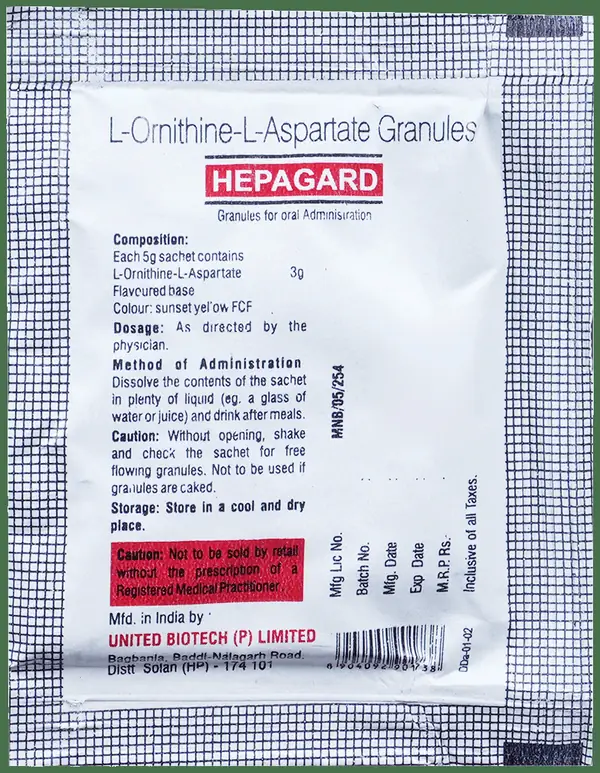 L-Ornithine-L-Aspartate Granules
HEPAGARD
Granules for oral Administration
Composition:
Each 5g sachet contains
L-Ornithine-L-Aspartate 3g
Flavoured base
Colour: sunset yellow FCF
Dosage: As directed by the
physician.
Method of Administration
Dissolve the contents of the sachet
in plenty of liquid (eg. a glass of
water or juice) and drink after meals.
Caution: Without opening, shake
and check the sachet for free
flowing granules. Not to be used if
granules are caked.
Storage: Store in a cool and dry
place.
Caution: Not to be sold by retail
without the prescription of a
Registered Medical Practitioner
Mfd. in India by
UNITED BIOTECH (P) LIMITED
Bagbania, Baddi-Nalagarh Road,
Distt Solan (HP) - 174 101
Mfg Lic No. MNB/05/254
Batch No. :
Mfg. Date :
Exp Date :
M.R.P. Rs. :
Inclusive of all Taxes.
00a-01-02